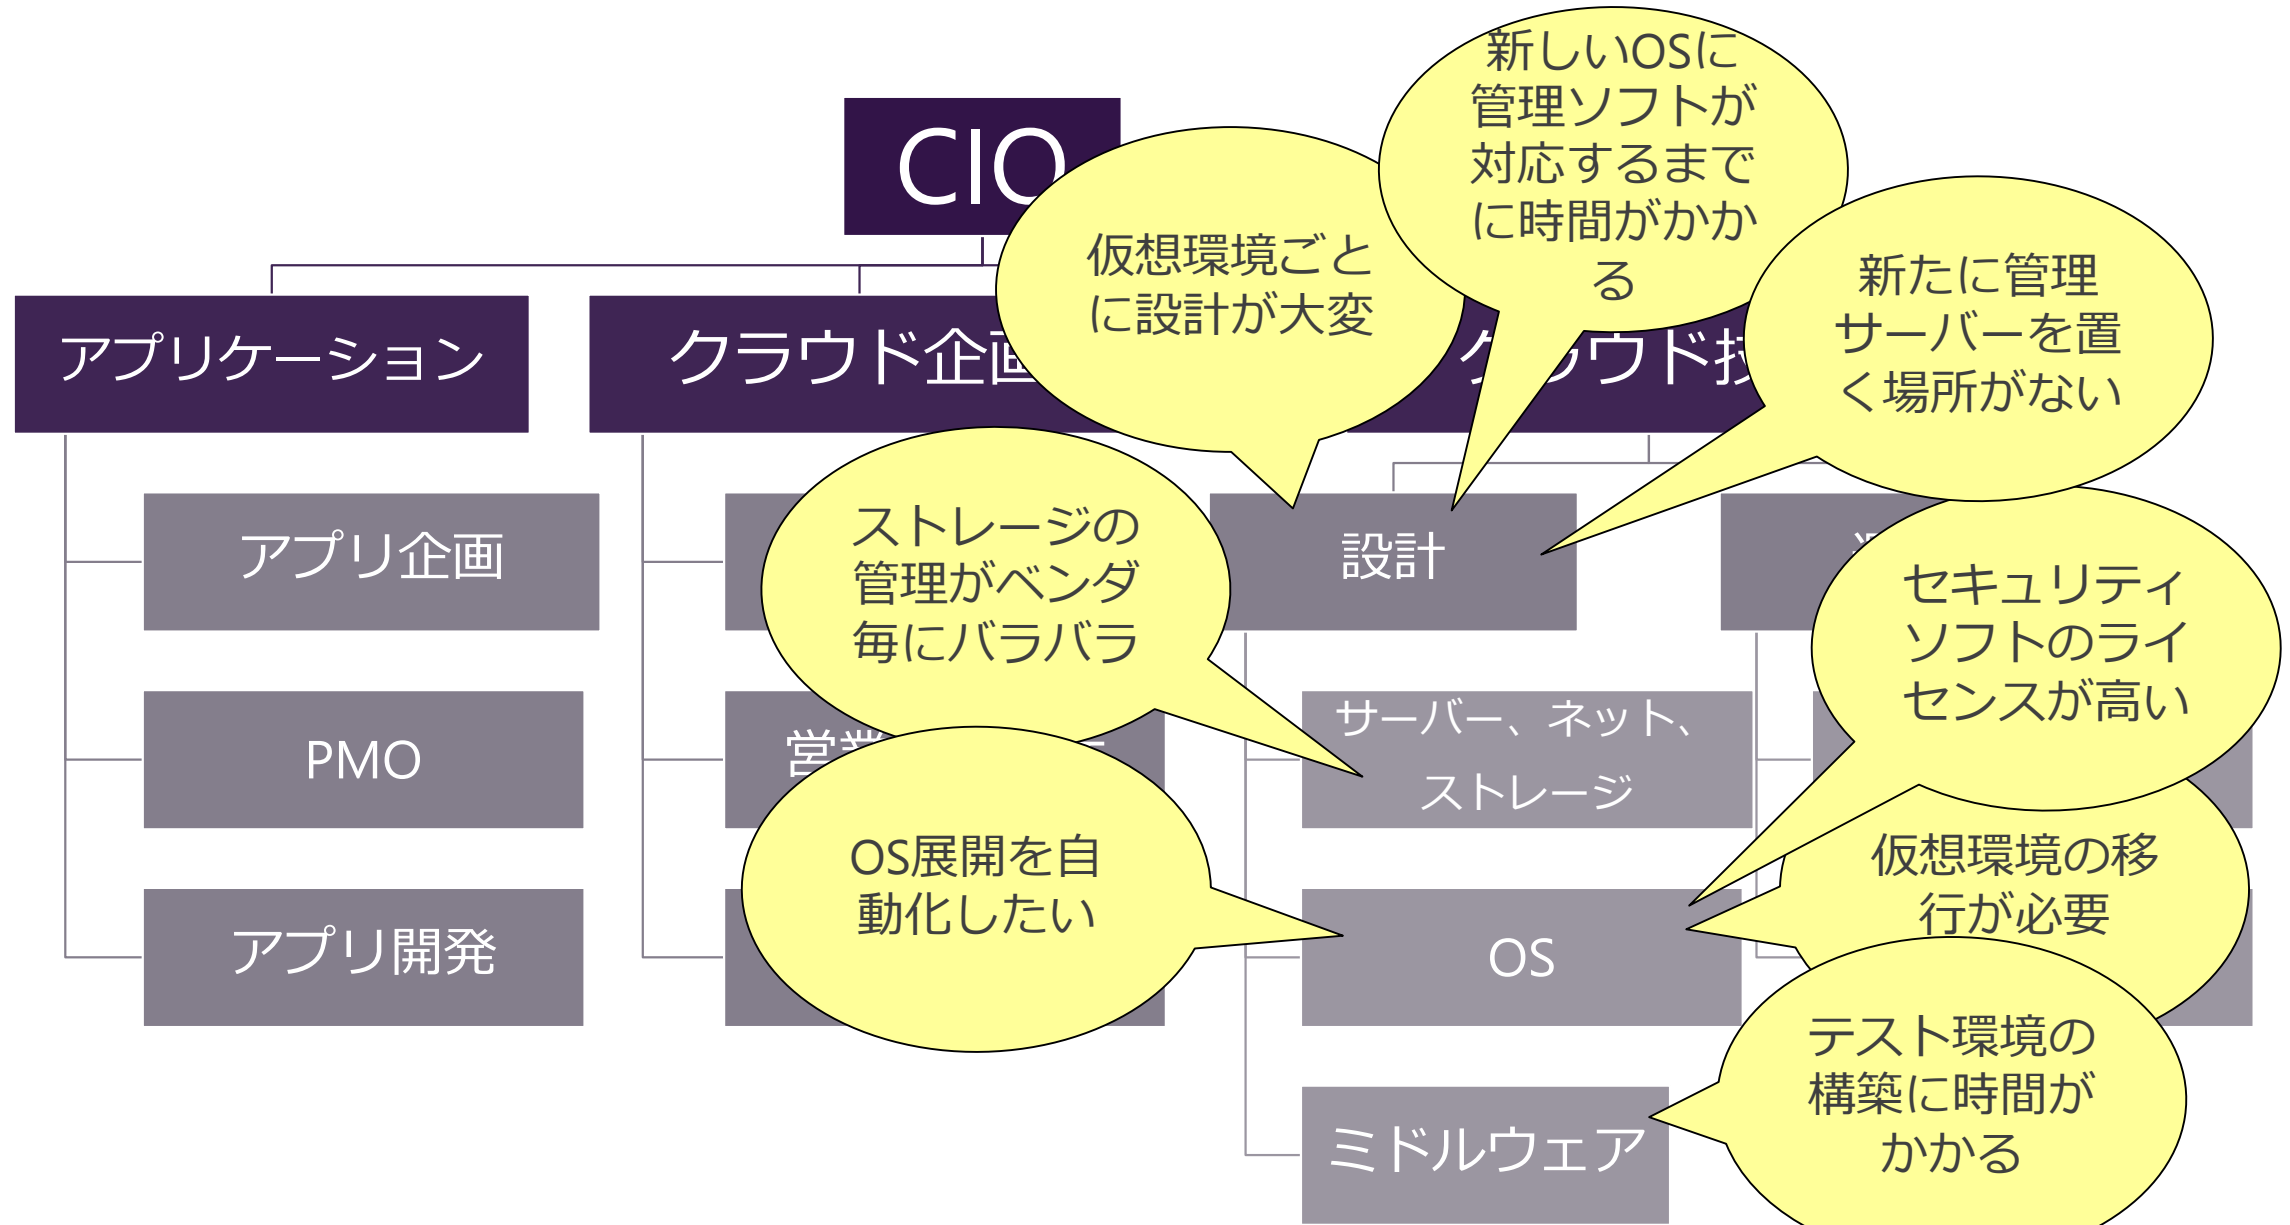 CIO
新しいOSに
管理ソフトが
対応するまで
に時間がかか
る
仮想環境ごと
に設計が大変
新たに管理
サーバーを置
く場所がない
アプリケーション
クラウド企画
クラウド技
ストレージの
管理がベンダ
毎にバラバラ
アプリ企画
設計
セキュリティ
ソフトのライ
センスが高い
PMO
営業
サーバー、ネット、
ストレージ
OS展開を自
動化したい
仮想環境の移
行が必要
アプリ開発
OS
テスト環境の
構築に時間が
かかる
ミドルウェア